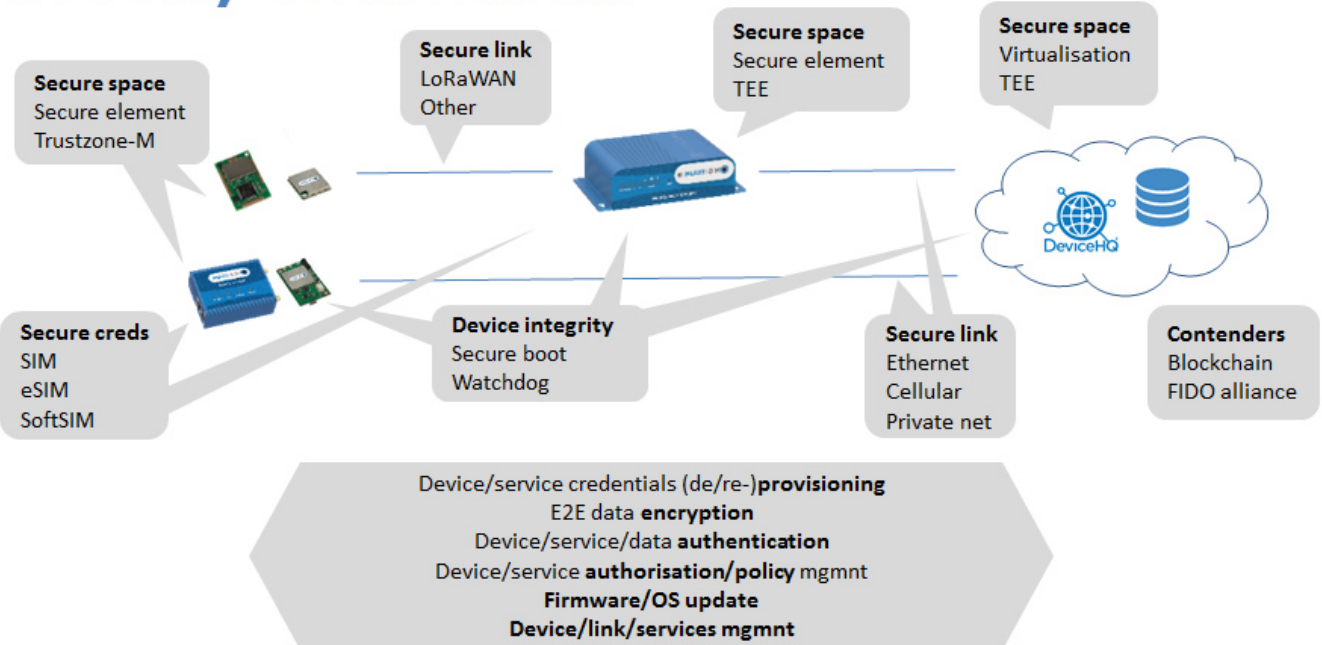 Secure space
Secure element
Trustzone-M
Secure link
LoRaWAN
Other
Secure space
Secure element
TEE
Secure space
Virtualisation
TEE
DeviceHQ
Secure creds
SIM
eSIM
SoftSIM
Device integrity
Secure boot
Watchdog
Secure link
Ethernet
Cellular
Private net
Contenders
Blockchain
FIDO alliance
Device/service credentials (de/re-)provisioning
E2E data encryption
Device/service/data authentication
Device/service authorisation/policy mgmnt
Firmware/OS update
Device/link/services mgmnt